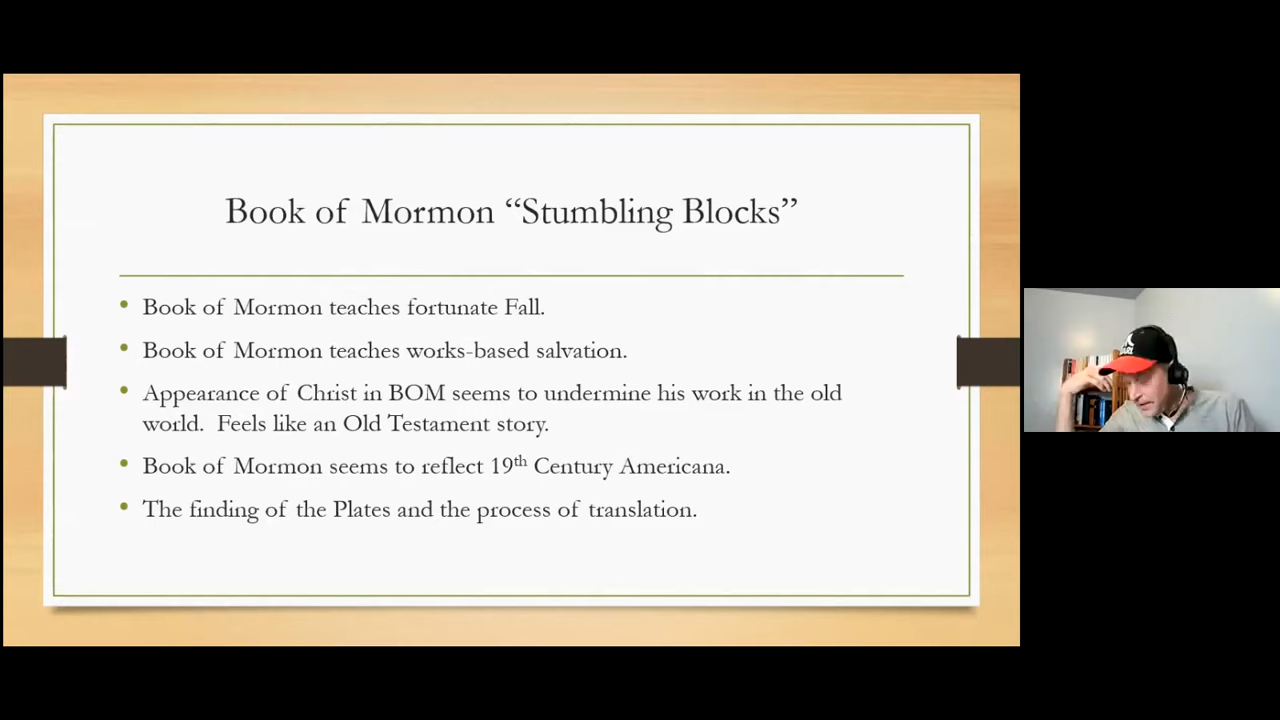 Book of Mormon “Stumbling Blocks”
• Book of Mormon teaches fortunate Fall.
• Book of Mormon teaches works-based salvation.
• Appearance of Christ in BOM seems to undermine his work in the old
world. Feels like an Old Testament story.
• Book of Mormon seems to reflect 19th Century Americana.
• The finding of the Plates and the process of translation.